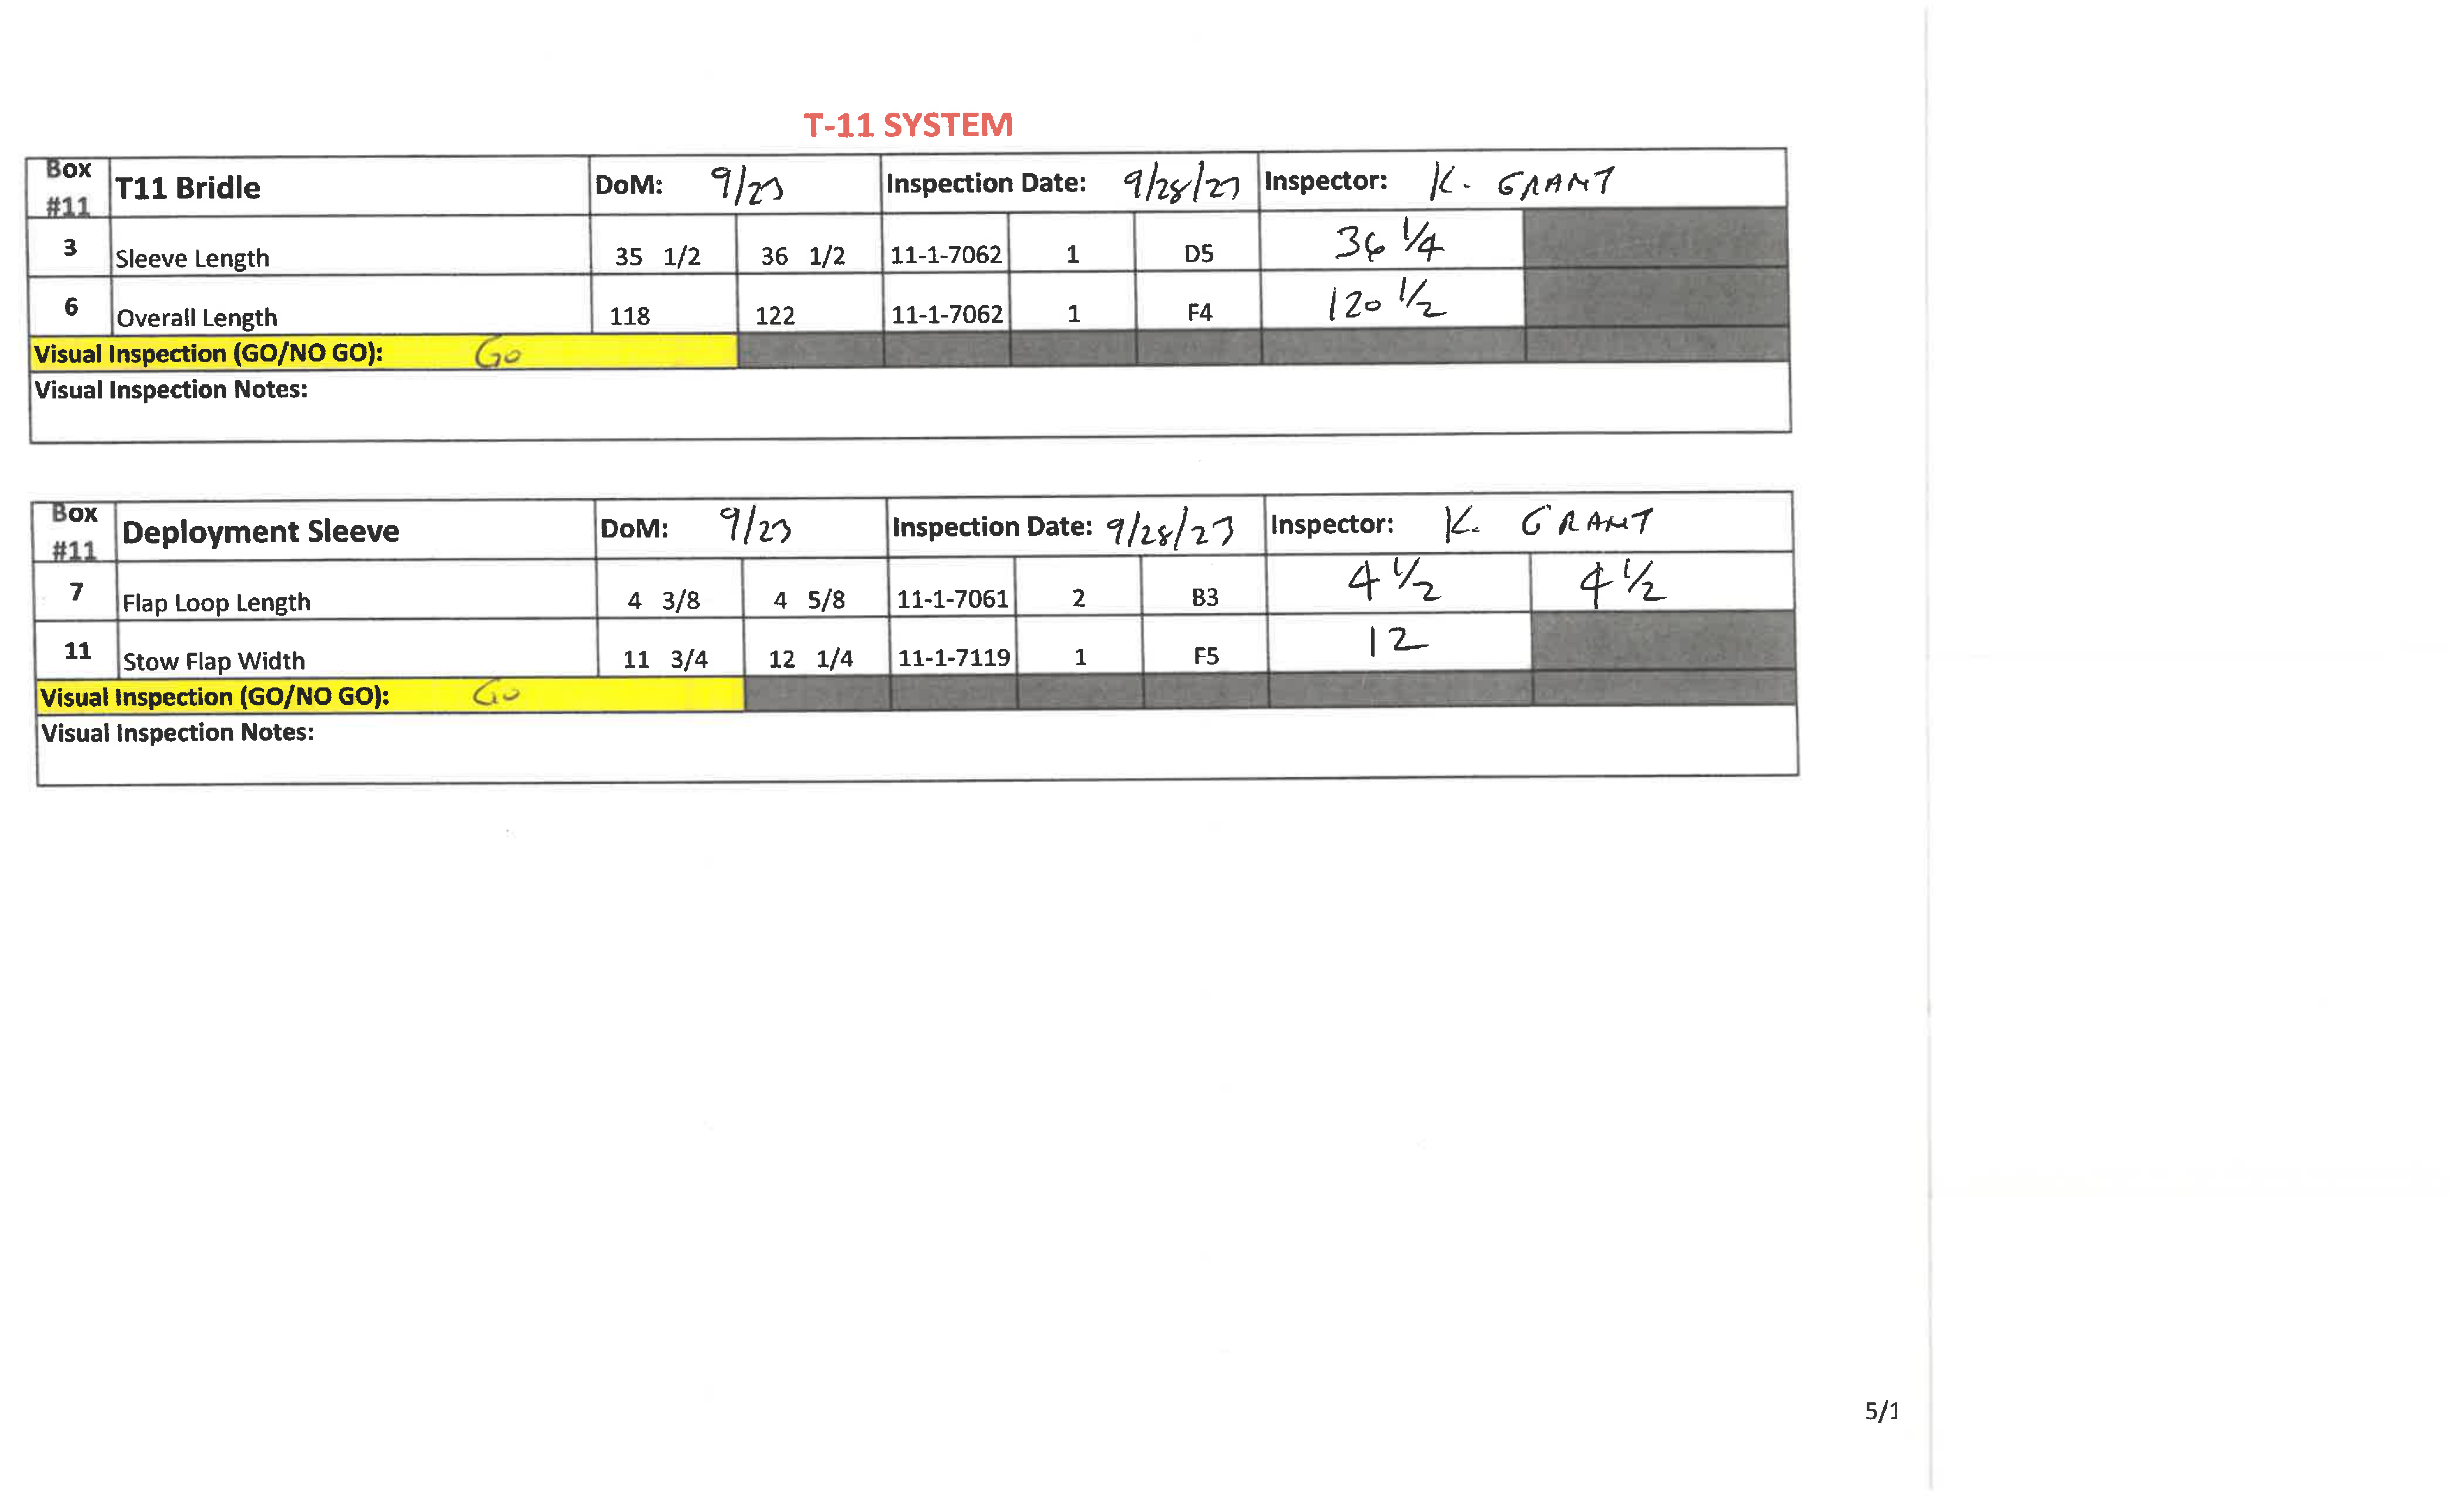 T-11 SYSTEM
Box #11 T11 Bridle DoM: 9/23 Inspection Date: 9/28/23 Inspector: K. GRANT
3 Sleeve Length 35 1/2 36 1/2 11-1-7062 1 D5 36 1/4
6 Overall Length 118 122 11-1-7062 1 F4 120 1/2
Visual Inspection (GO/NO GO): Go
Visual Inspection Notes:
Box #11 Deployment Sleeve DoM: 9/23 Inspection Date: 9/28/23 Inspector: K. GRANT
7 Flap Loop Length 4 3/8 4 5/8 11-1-7061 2 B3 4 1/2 4 1/2
11 Stow Flap Width 11 3/4 12 1/4 11-1-7119 1 F5 12
Visual Inspection (GO/NO GO): Go
Visual Inspection Notes:
5/1